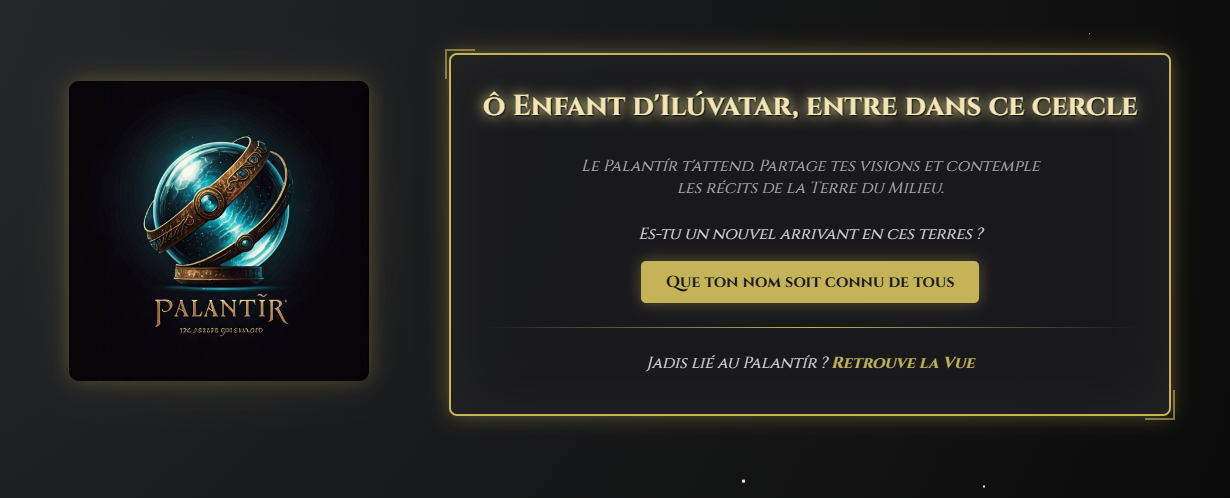 PALANTĨR
Ô Enfant d'Ilúvatar, entre dans ce cercle
Le Palantír t'attend. Partage tes visions et contemple
les récits de la Terre du Milieu.
Es-tu un nouvel arrivant en ces terres ?
Que ton nom soit connu de tous
Jadis lié au Palantír ? Retrouve la Vue